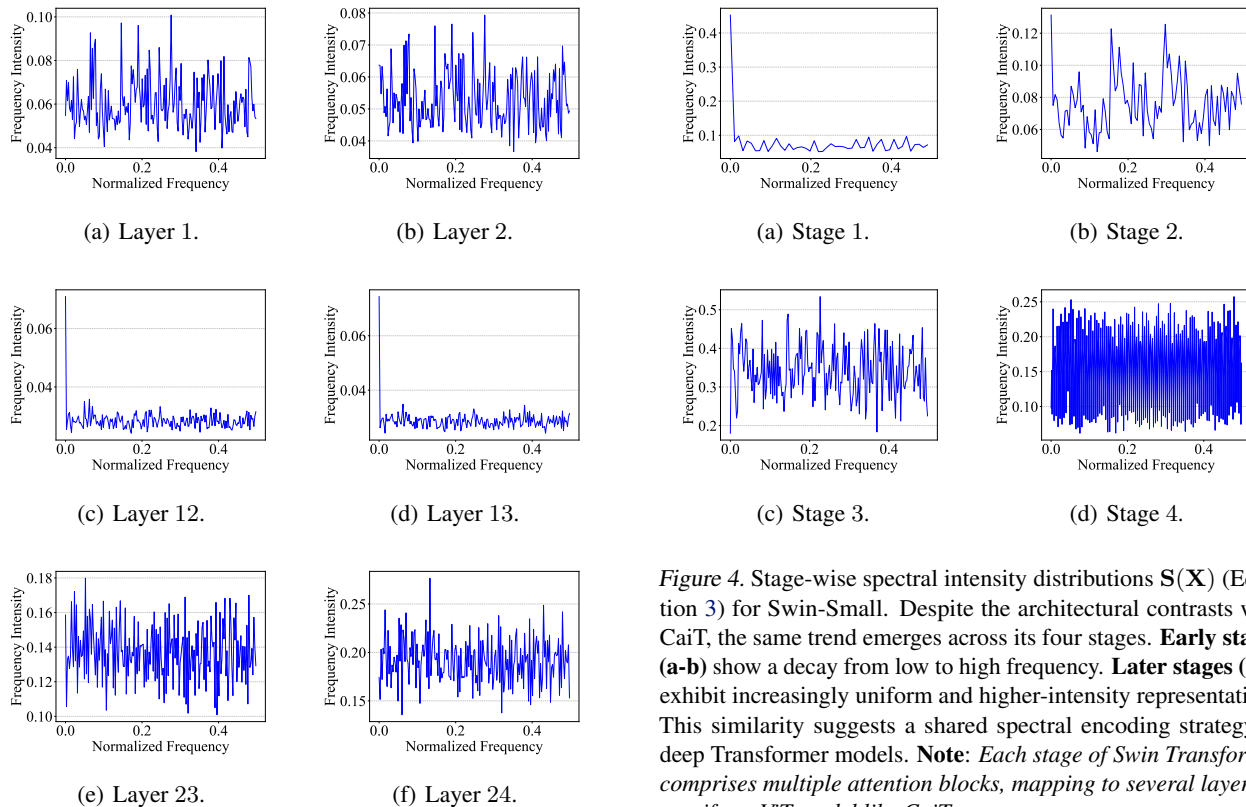 0.10
0.08
0.06
0.04
Frequency Intensity
0.0 0.2 0.4
Normalized Frequency
(a) Layer 1.
0.08
0.07
0.06
0.05
0.04
Frequency Intensity
0.0 0.2 0.4
Normalized Frequency
(b) Layer 2.
0.06
0.04
Frequency Intensity
0.0 0.2 0.4
Normalized Frequency
(c) Layer 12.
0.06
0.04
Frequency Intensity
0.0 0.2 0.4
Normalized Frequency
(d) Layer 13.
0.18
0.16
0.14
0.12
0.10
Frequency Intensity
0.0 0.2 0.4
Normalized Frequency
(e) Layer 23.
0.25
0.20
0.15
Frequency Intensity
0.0 0.2 0.4
Normalized Frequency
(f) Layer 24.
0.4
0.3
0.2
0.1
Frequency Intensity
0.0 0.2 0.4
Normalized Frequency
(a) Stage 1.
0.12
0.10
0.08
0.06
Frequency Intensity
0.0 0.2 0.4
Normalized Frequency
(b) Stage 2.
0.5
0.4
0.3
0.2
Frequency Intensity
0.0 0.2 0.4
Normalized Frequency
(c) Stage 3.
0.25
0.20
0.15
0.10
Frequency Intensity
0.0 0.2 0.4
Normalized Frequency
(d) Stage 4.
Figure 4. Stage-wise spectral intensity distributions S(X) (E
tion 3) for Swin-Small. Despite the architectural contrasts
CaiT, the same trend emerges across its four stages. Early
(a-b) show a decay from low to high frequency. Later stages
exhibit increasingly uniform and higher-intensity
This similarity suggests a shared spectral encoding strategy
deep Transformer models. Note: Each stage of Swin
comprises multiple attention blocks, mapping to several layer